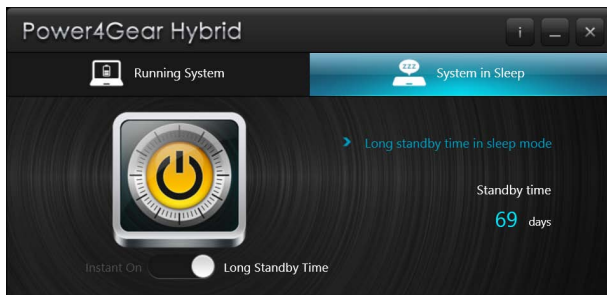 Power4Gear Hybrid
i
Running System
zzz
System in Sleep
Long standby time in sleep mode
Standby time
69 days
Instant On
Long Standby Time